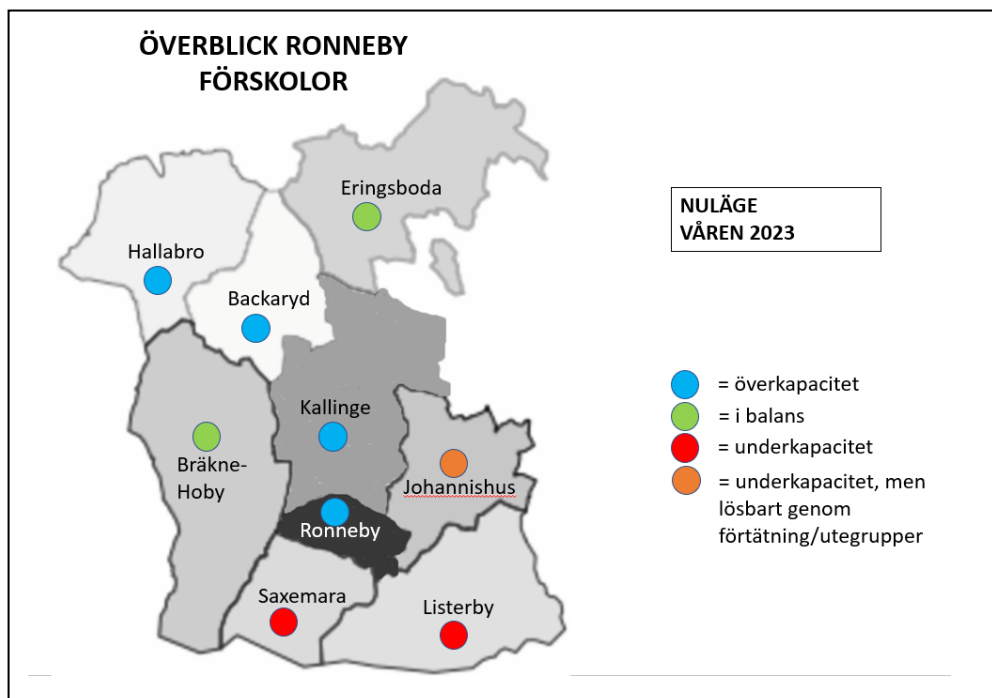 ÖVERBLICK RONNEBY
FÖRSKOLOR
Eringsboda
NULÄGE
VÅREN 2023
Hallabro
Backaryd
= överkapacitet
= i balans
Kallinge
= underkapacitet
Bräkne-
Hoby
Johannishus
= underkapacitet, men
lösbart genom
förtätning/utegrupper
Ronneby
Saxemara
Listerby